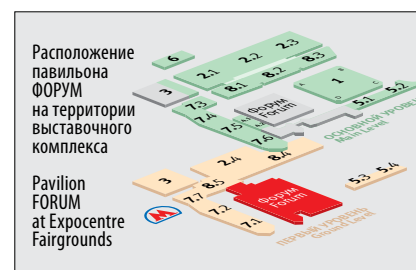 Расположение
павильона
ФОРУМ
на территории
выставочного
комплекса
Pavilion
FORUM
at Expocentre
Fairgrounds
6
2.1
2.2
2.3
3
8.1
8.2
8.3
A
B
C
D
1
7.3
7.4
7.5
7.6
Форум
Forum
5.1
5.2
ОСНОВНОЙ УРОВЕНЬ
Main Level
3
2.4
8.4
8.5
7.7
7.2
7.1
Форум
Forum
5.3
5.4
ПЕРВЫЙ УРОВЕНЬ
Ground Level
М